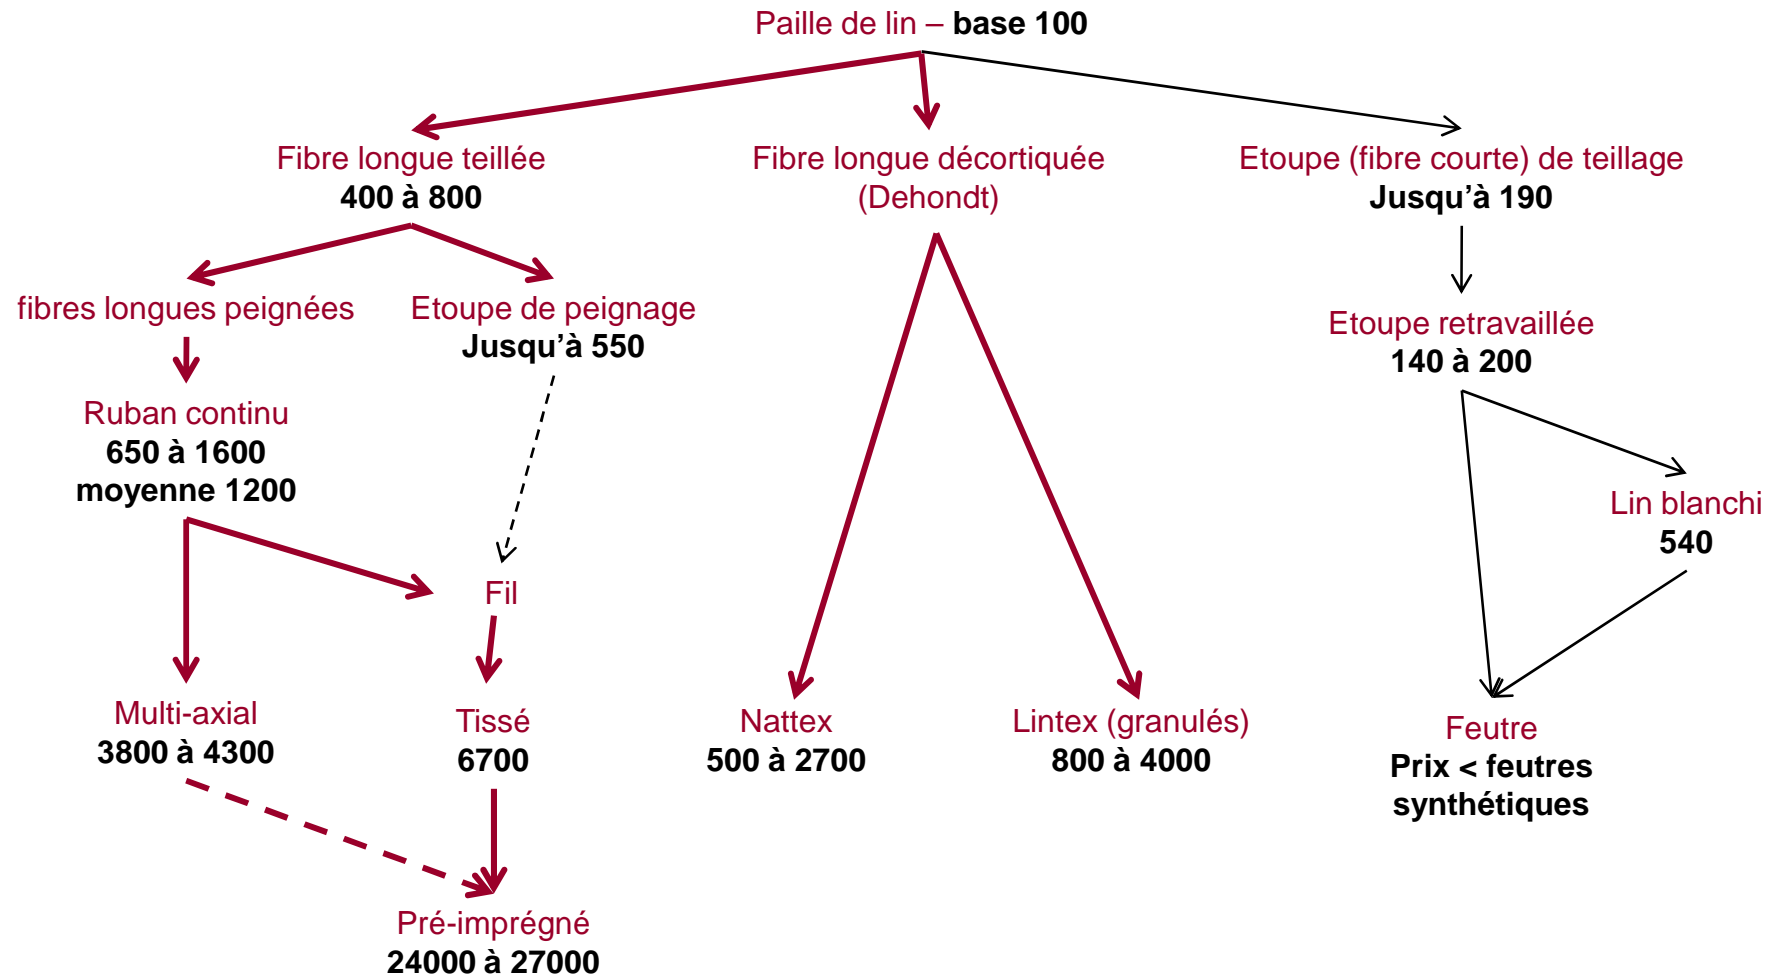 Paille de lin – base 100
Fibre longue teillée
400 à 800
Fibre longue décortiquée
(Dehondt)
Etoupe (fibre courte) de teillage
Jusqu’à 190
fibres longues peignées
Etoupe de peignage
Jusqu’à 550
Etoupe retravaillée
140 à 200
Ruban continu
650 à 1600
moyenne 1200
Lin blanchi
540
Fil
Multi-axial
3800 à 4300
Tissé
6700
Nattex
500 à 2700
Lintex (granulés)
800 à 4000
Feutre
Prix < feutres
synthétiques
Pré-imprégné
24000 à 27000